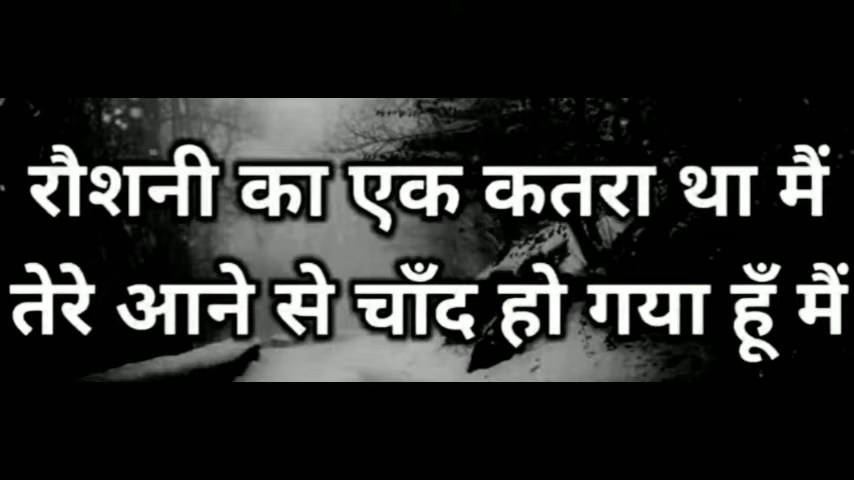 रौशनी का एक कतरा था मैं
तेरे आने से चाँद हो गया हूँ मैं